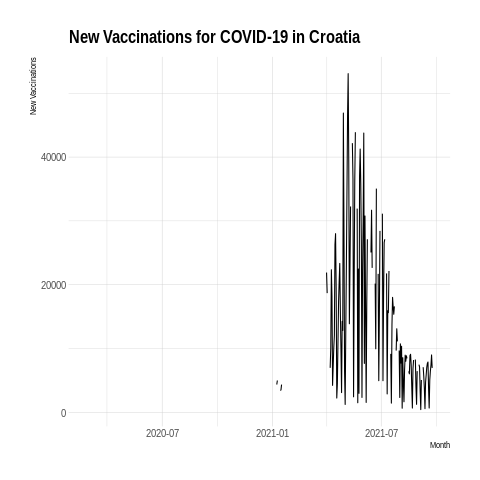 New Vaccinations for COVID-19 in Croatia
New Vaccinations
40000
20000
0
2020-07
2021-01
2021-07
Month